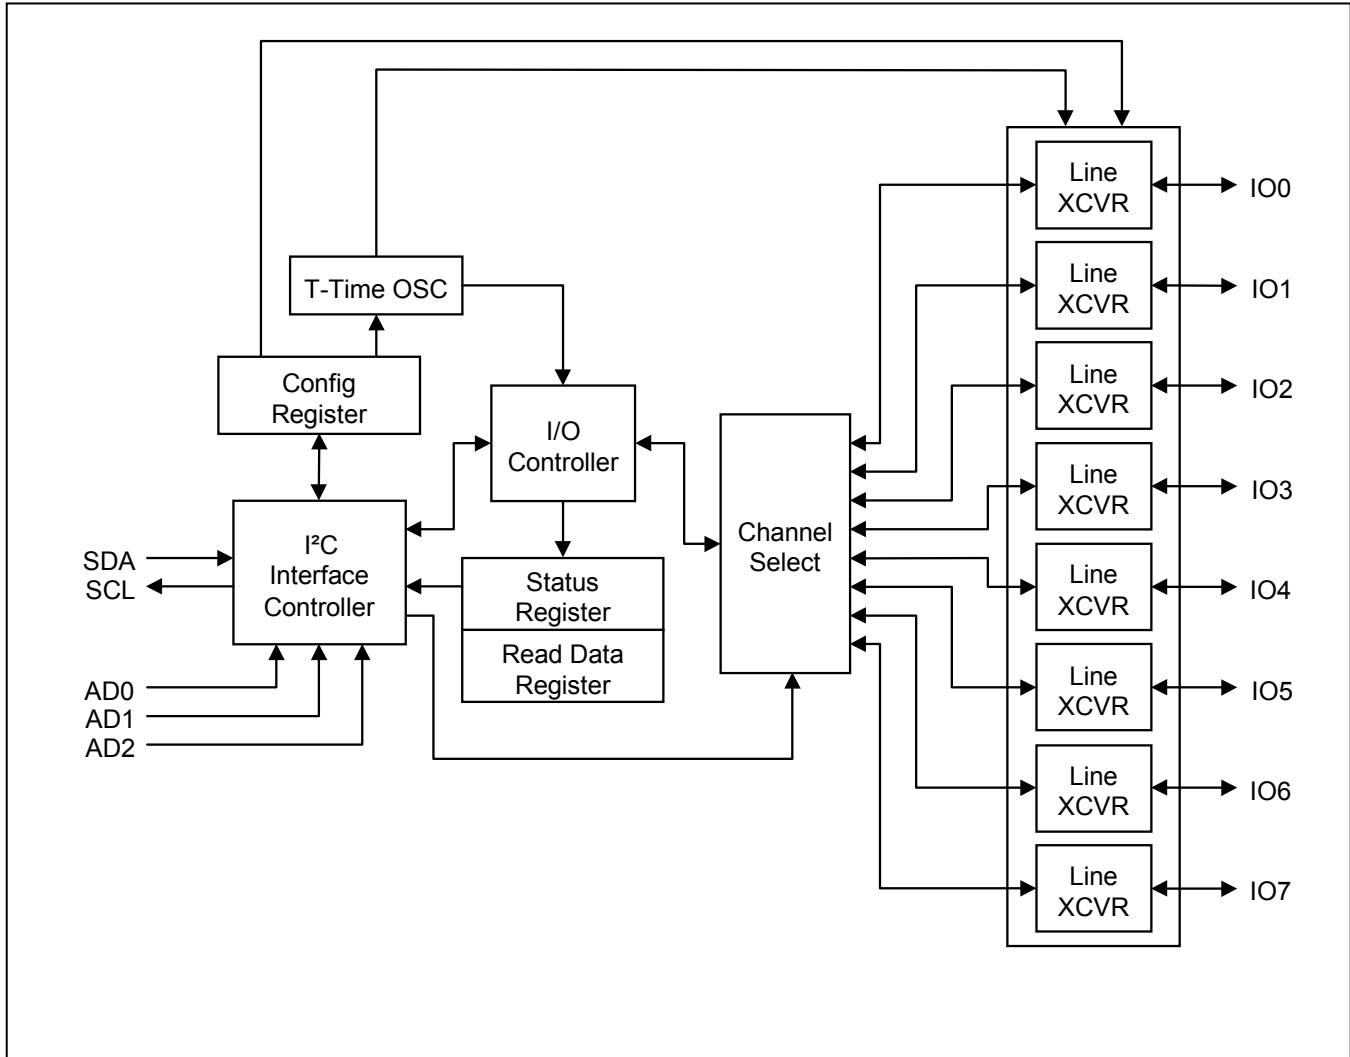 T-Time OSC
Config
Register
I/O
Controller
I²C
Interface
Controller
Status
Register
Read Data
Register
Channel
Select
SDA
SCL
AD0
AD1
AD2
Line
XCVR
IO0
Line
XCVR
IO1
Line
XCVR
IO2
Line
XCVR
IO3
Line
XCVR
IO4
Line
XCVR
IO5
Line
XCVR
IO6
Line
XCVR
IO7